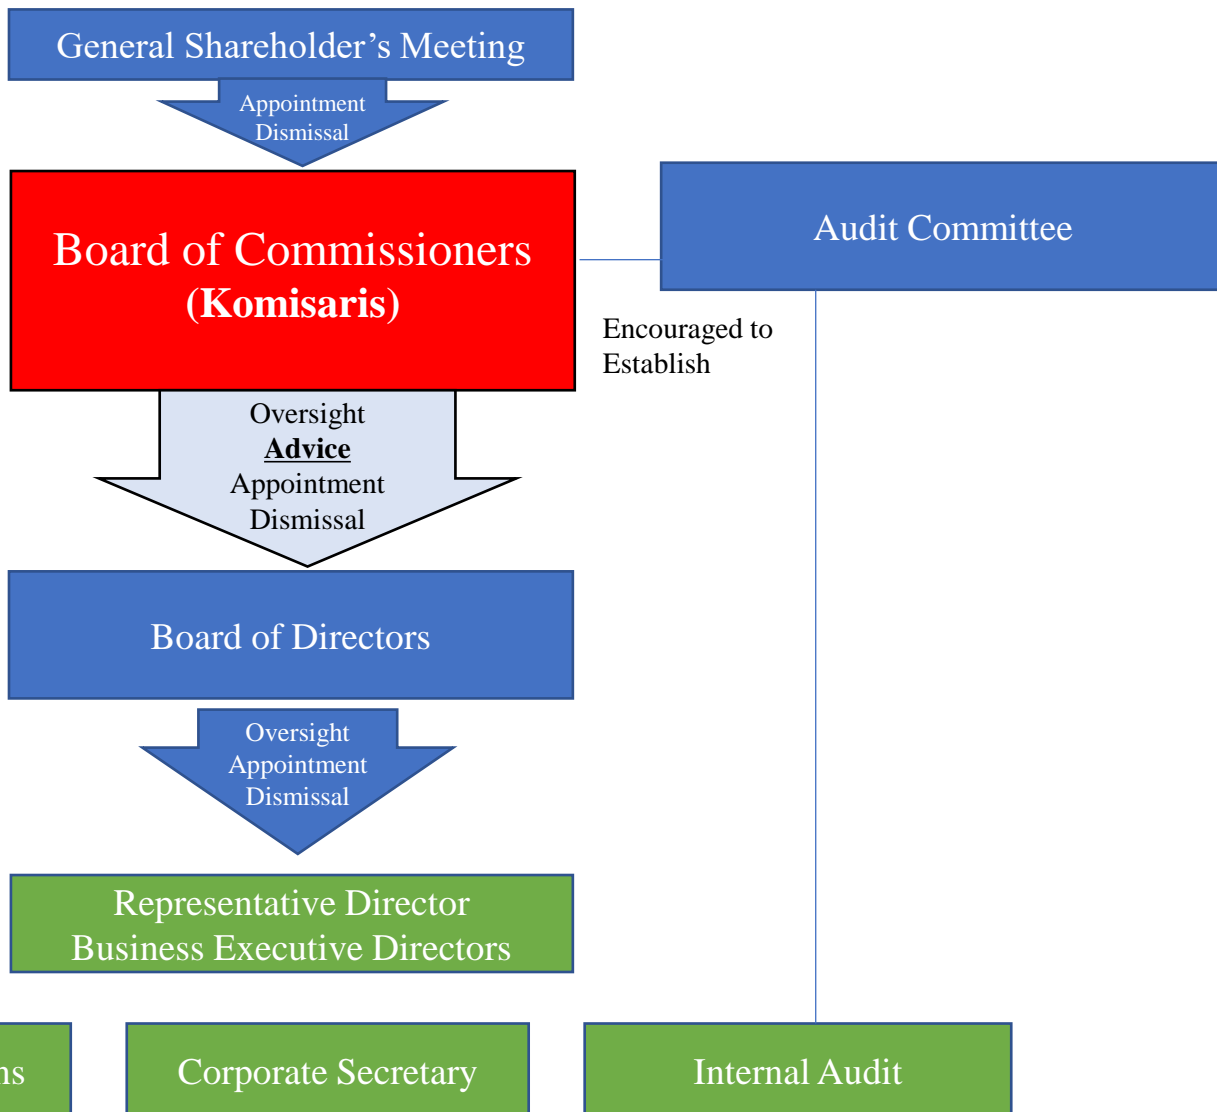 General Shareholder’s Meeting
Appointment
Dismissal
Board of Commissioners
(Komisaris)
Audit Committee
Encouraged to
Establish
Oversight
Advice
Appointment
Dismissal
Board of Directors
Oversight
Appointment
Dismissal
Representative Director
Business Executive Directors
ns
Corporate Secretary
Internal Audit